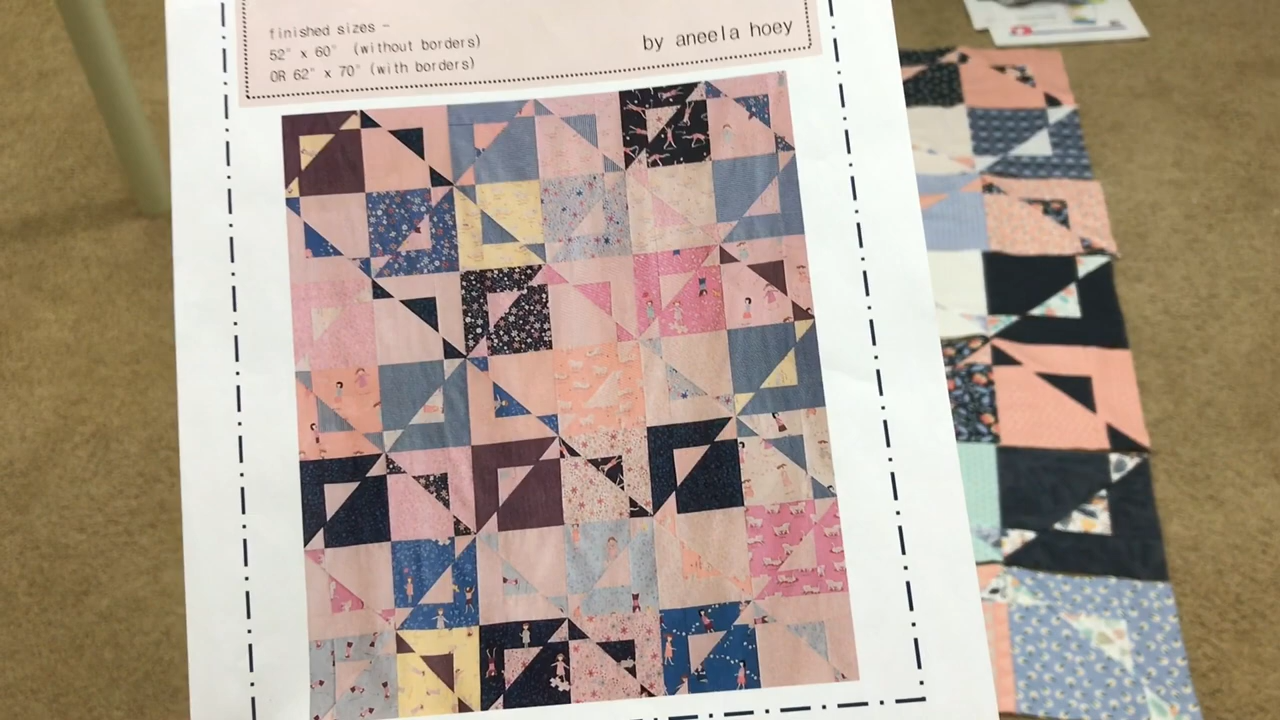 finished sizes -
52" x 60" (without borders)
OR 62" x 70" (with borders)
by aneela hoey